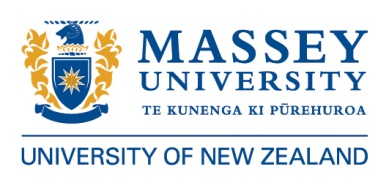 MASSEY
UNIVERSITY
TE KUNENGA KI PŪREHUROA
UNIVERSITY OF NEW ZEALAND